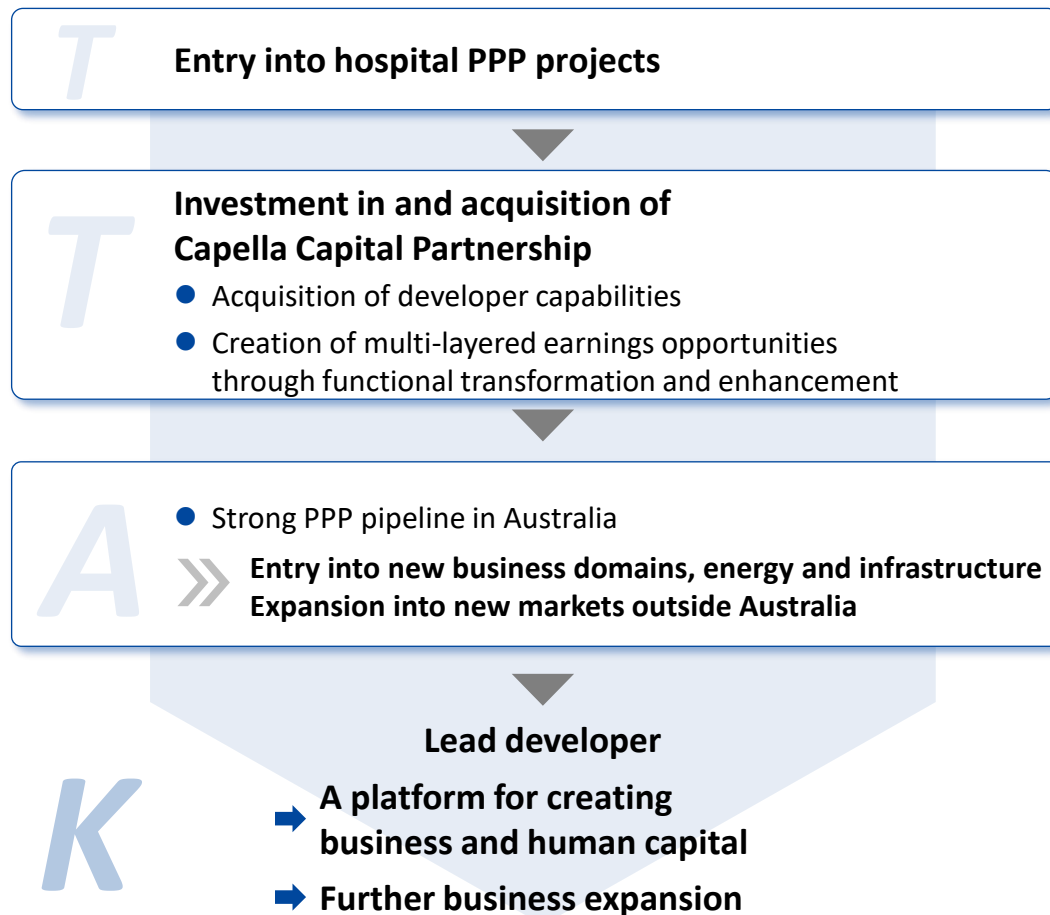 T
Entry into hospital PPP projects
T
Investment in and acquisition of
Capella Capital Partnership
● Acquisition of developer capabilities
● Creation of multi-layered earnings opportunities
through functional transformation and enhancement
A
● Strong PPP pipeline in Australia
Entry into new business domains, energy and infrastructure
Expansion into new markets outside Australia
K
Lead developer
A platform for creating
business and human capital
Further business expansion